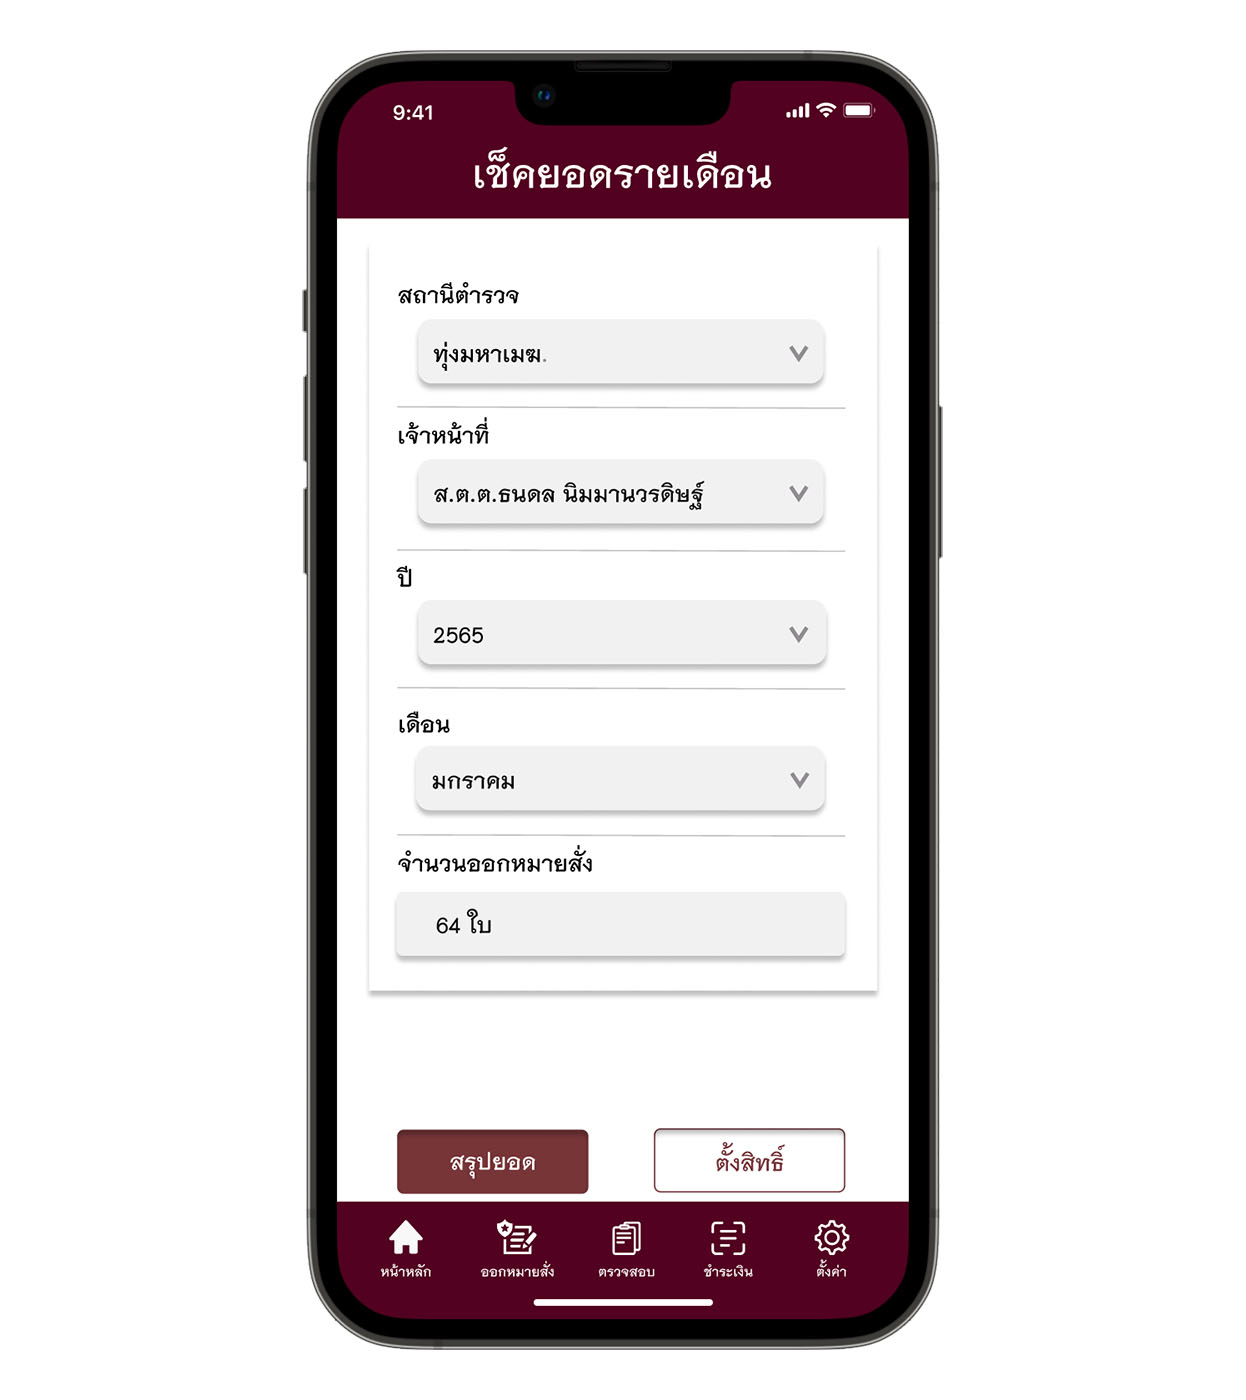 9:41
เช็คยอดรายเดือน
สถานีตำรวจ
ทุ่งมหาเมฆ.
เจ้าหน้าที่
ส.ต.ต.ธนดล นิมมานวรดิษฐ์
ปี
2565
เดือน
มกราคม
จำนวนออกหมายสั่ง
64 ใบ
สรุปยอด
ตั้งสิทธิ์
หน้าหลัก
ออกหมายสั่ง
ตรวจสอบ
ชำระเงิน
ตั้งค่า